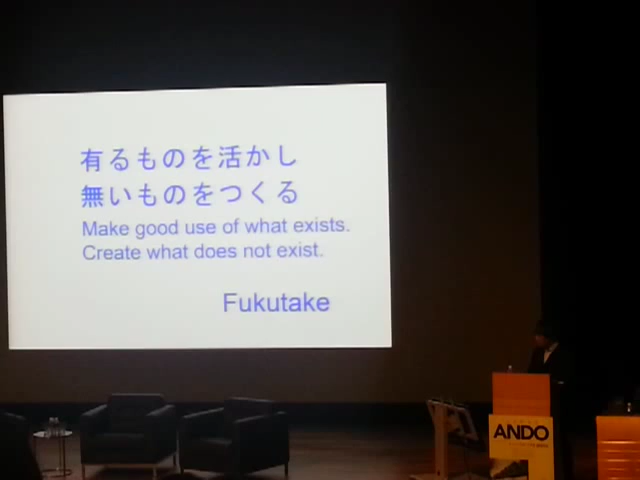 有るものを活かし
無いものをつくる
Make good use of what exists.
Create what does not exist.
Fukutake
ANDO